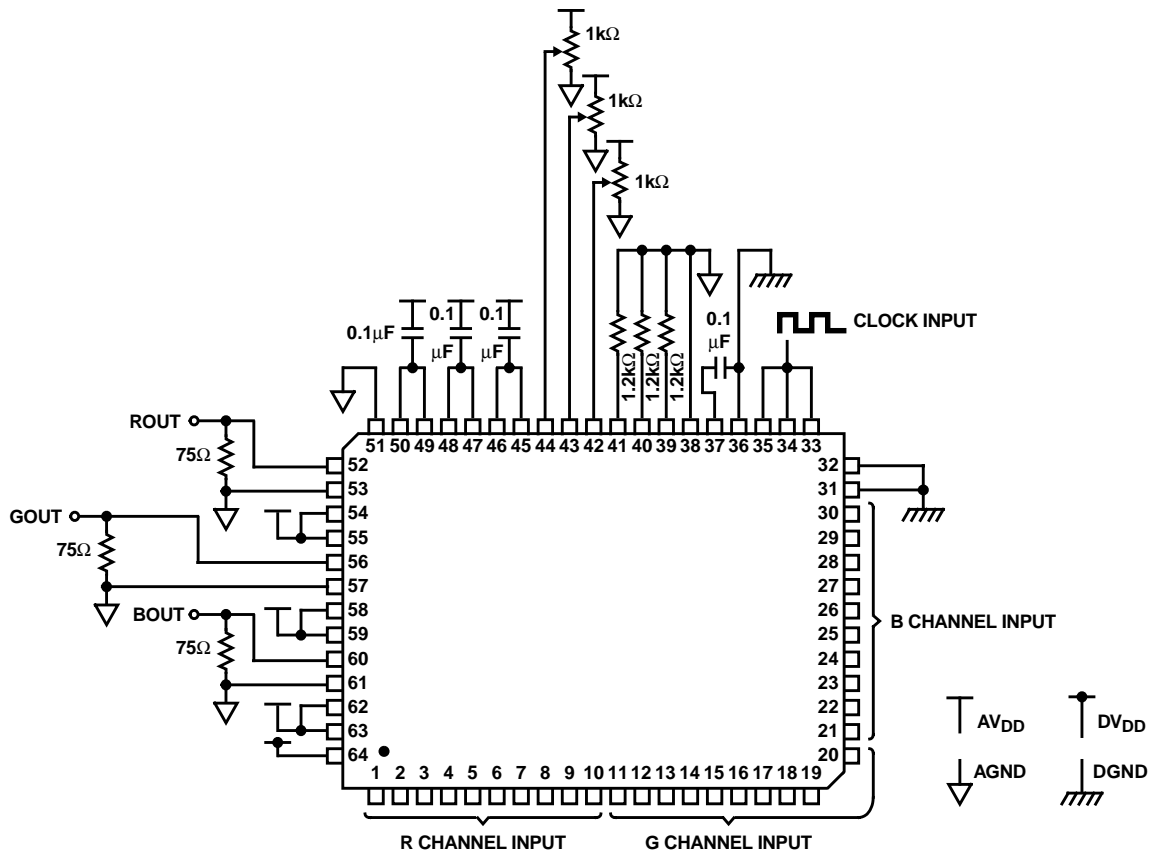 1kΩ
1kΩ
1kΩ
0.1μF
0.1
μF
0.1
μF
1.2kΩ
1.2kΩ
1.2kΩ
0.1
μF
CLOCK INPUT
51 50 49 48 47 46 45 44 43 42 41 40 39 38 37 36 35 34 33
ROUT
75Ω
GOUT
75Ω
BOUT
75Ω
52
53
54
55
56
57
58
59
60
61
62
63
64
32
31
30
29
28
27
26
25
24
23
22
21
20
B CHANNEL INPUT
1 2 3 4 5 6 7 8 9 10 11 12 13 14 15 16 17 18 19
R CHANNEL INPUT
G CHANNEL INPUT
AVDD
DVDD
AGND
DGND